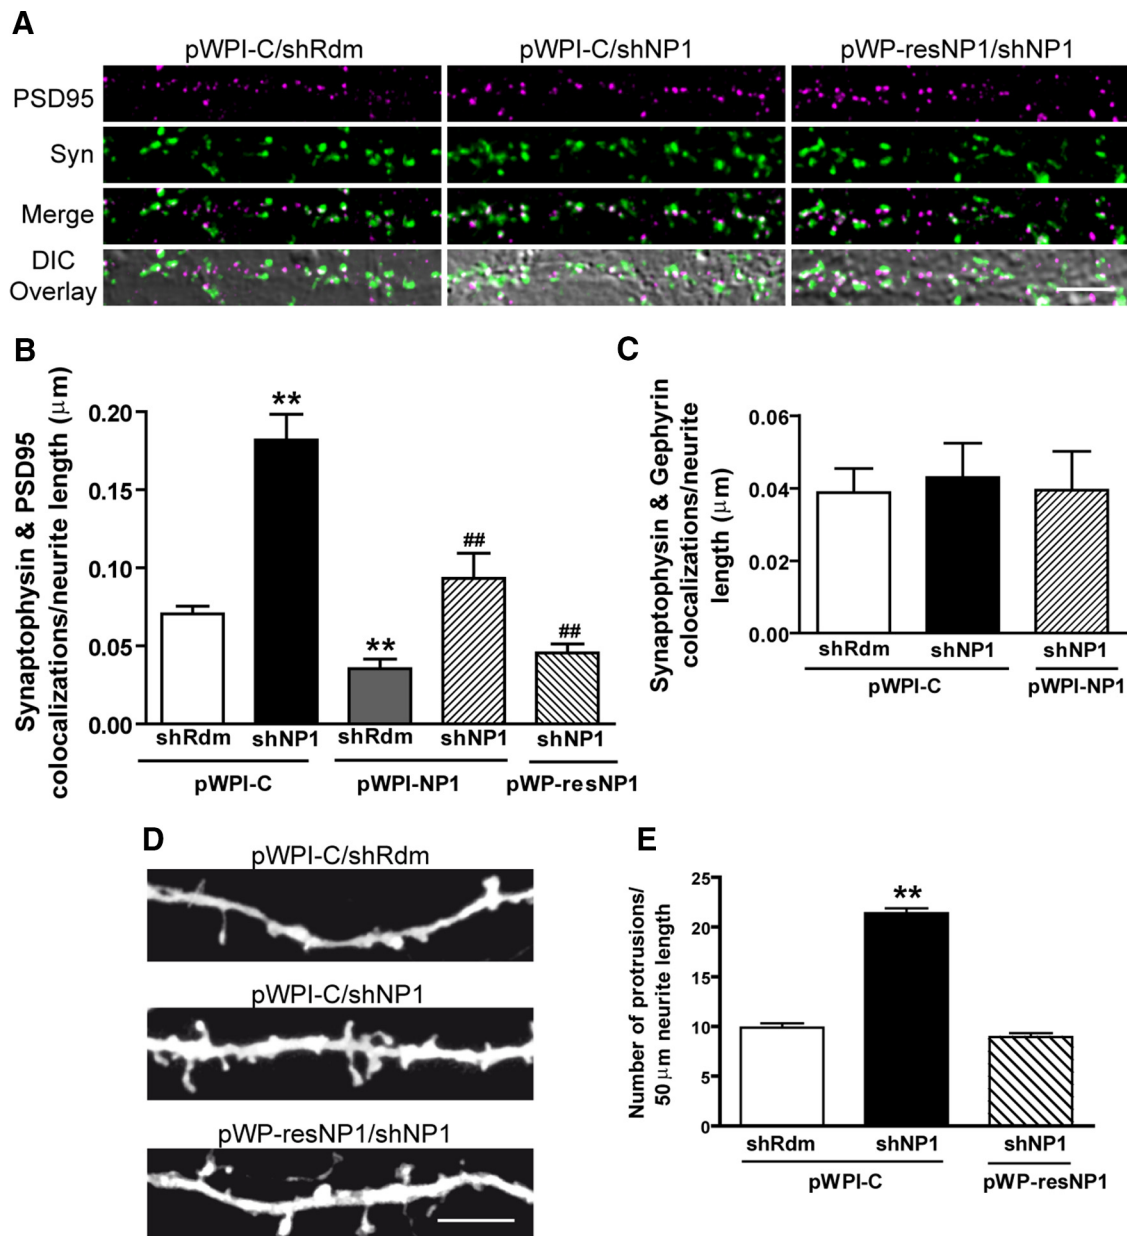 A
pWPI-C/shRdm
pWPI-C/shNP1
pWP-resNP1/shNP1
PSD95
Syn
Merge
DIC
Overlay
B
Synaptophysin & PSD95
colocalizations/neurite length (μm)
0.20
0.15
0.10
0.05
0.00
**
**
##
##
shRdm
shNP1
shRdm
shNP1
shNP1
pWPI-C
pWPI-NP1
pWP-resNP1
C
Synaptophysin & Gephyrin
colocalizations/neurite
length (μm)
0.06
0.04
0.02
0.00
shRdm
shNP1
shNP1
pWPI-C
pWPI-NP1
D
pWPI-C/shRdm
pWPI-C/shNP1
pWP-resNP1/shNP1
E
Number of protrusions/
50 μm neurite length
25
20
15
10
5
0
**
shRdm
shNP1
shNP1
pWPI-C
pWP-resNP1